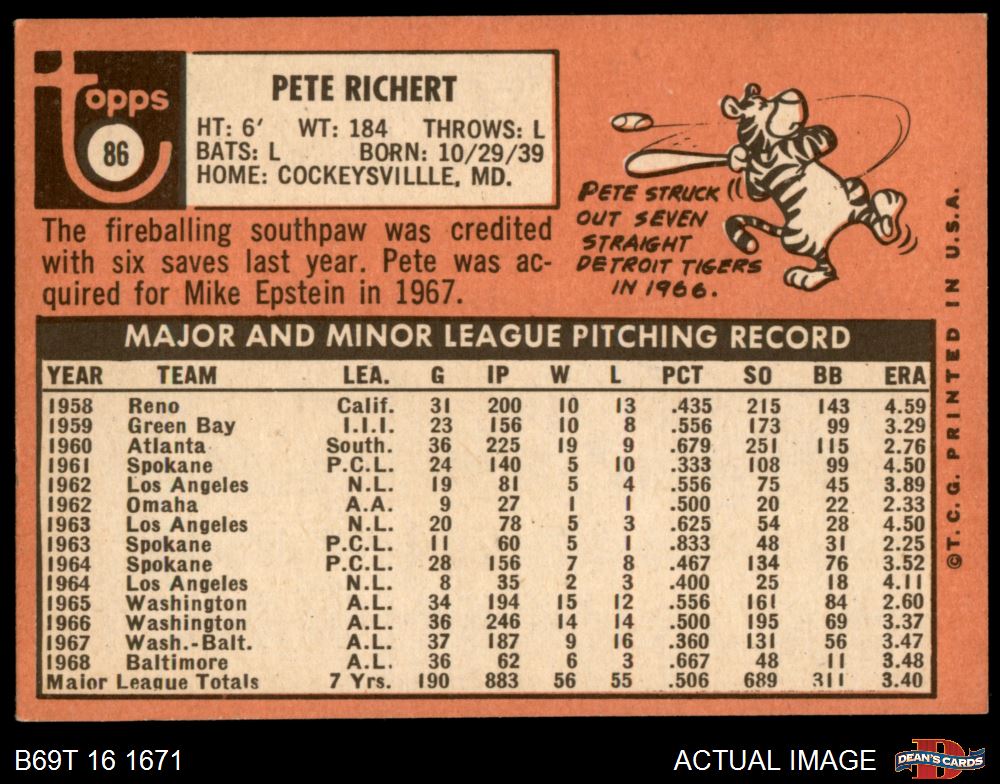 topps
86
PETE RICHERT
HT: 6' WT: 184 THROWS: L
BATS: L BORN: 10/29/39
HOME: COCKEYSVILLLE, MD.
The fireballing southpaw was credited
with six saves last year. Pete was ac-
quired for Mike Epstein in 1967.
PETE STRUCK
OUT SEVEN
STRAIGHT
DETROIT TIGERS
IN 1966.
MAJOR AND MINOR LEAGUE PITCHING RECORD
YEAR TEAM LEA. G IP W L PCT SO BB ERA
1958 Reno Calif. 31 200 10 13 .435 215 143 4.59
1959 Green Bay I.I.I. 23 156 10 8 .556 173 99 3.29
1960 Atlanta South. 36 225 19 9 .679 251 115 2.76
1961 Spokane P.C.L. 24 140 5 10 .333 108 99 4.50
1962 Los Angeles N.L. 19 81 5 4 .556 75 45 3.89
1962 Omaha A.A. 9 27 1 1 .500 20 22 2.33
1963 Los Angeles N.L. 20 78 5 3 .625 54 28 4.50
1963 Spokane P.C.L. 11 60 5 1 .833 48 31 2.25
1964 Spokane P.C.L. 28 156 7 8 .467 134 76 3.52
1964 Los Angeles N.L. 8 35 2 3 .400 25 18 4.11
1965 Washington A.L. 34 194 15 12 .556 161 84 2.60
1966 Washington A.L. 36 246 14 14 .500 195 69 3.37
1967 Wash.-Balt. A.L. 37 187 9 16 .360 131 56 3.47
1968 Baltimore A.L. 36 62 6 3 .667 48 11 3.48
Major League Totals 7 Yrs. 190 883 56 55 .506 689 311 3.40
©T. C. G. PRINTED IN U.S.A.
B69T 16 1671
ACTUAL IMAGE
DEAN'S CARDS